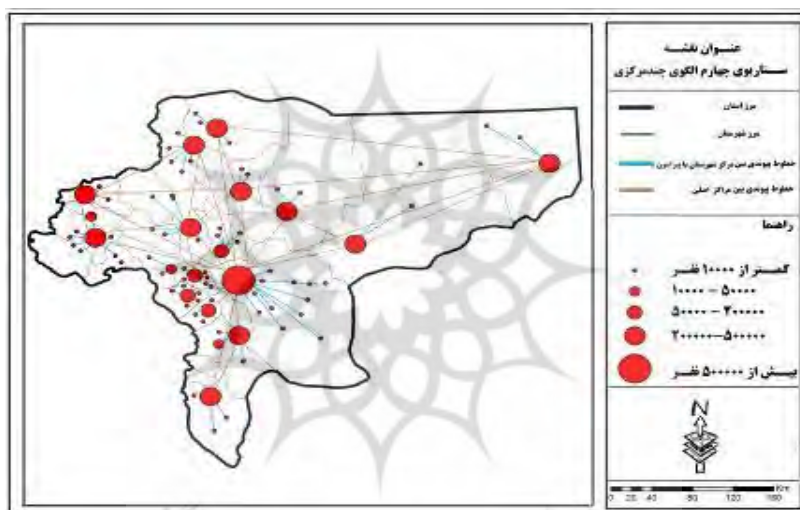 عنوان نقشه
سناریوی چهارم الگوی چندمرکزی
مرز استان
مرز شهرستان
خطوط پیوندی بین مرکز شهرستان با پیرامون
خطوط پیوندی بین مراکز اصلی
راهنما
کمتر از ۱۰۰۰۰ نفر
۱۰۰۰۰ - ۵۰۰۰۰
۵۰۰۰۰ - ۲۰۰۰۰۰
۲۰۰۰۰۰-۵۰۰۰۰۰
بیش از ۵۰۰۰۰۰ نفر
N
Km
0 20 40 80 120 160